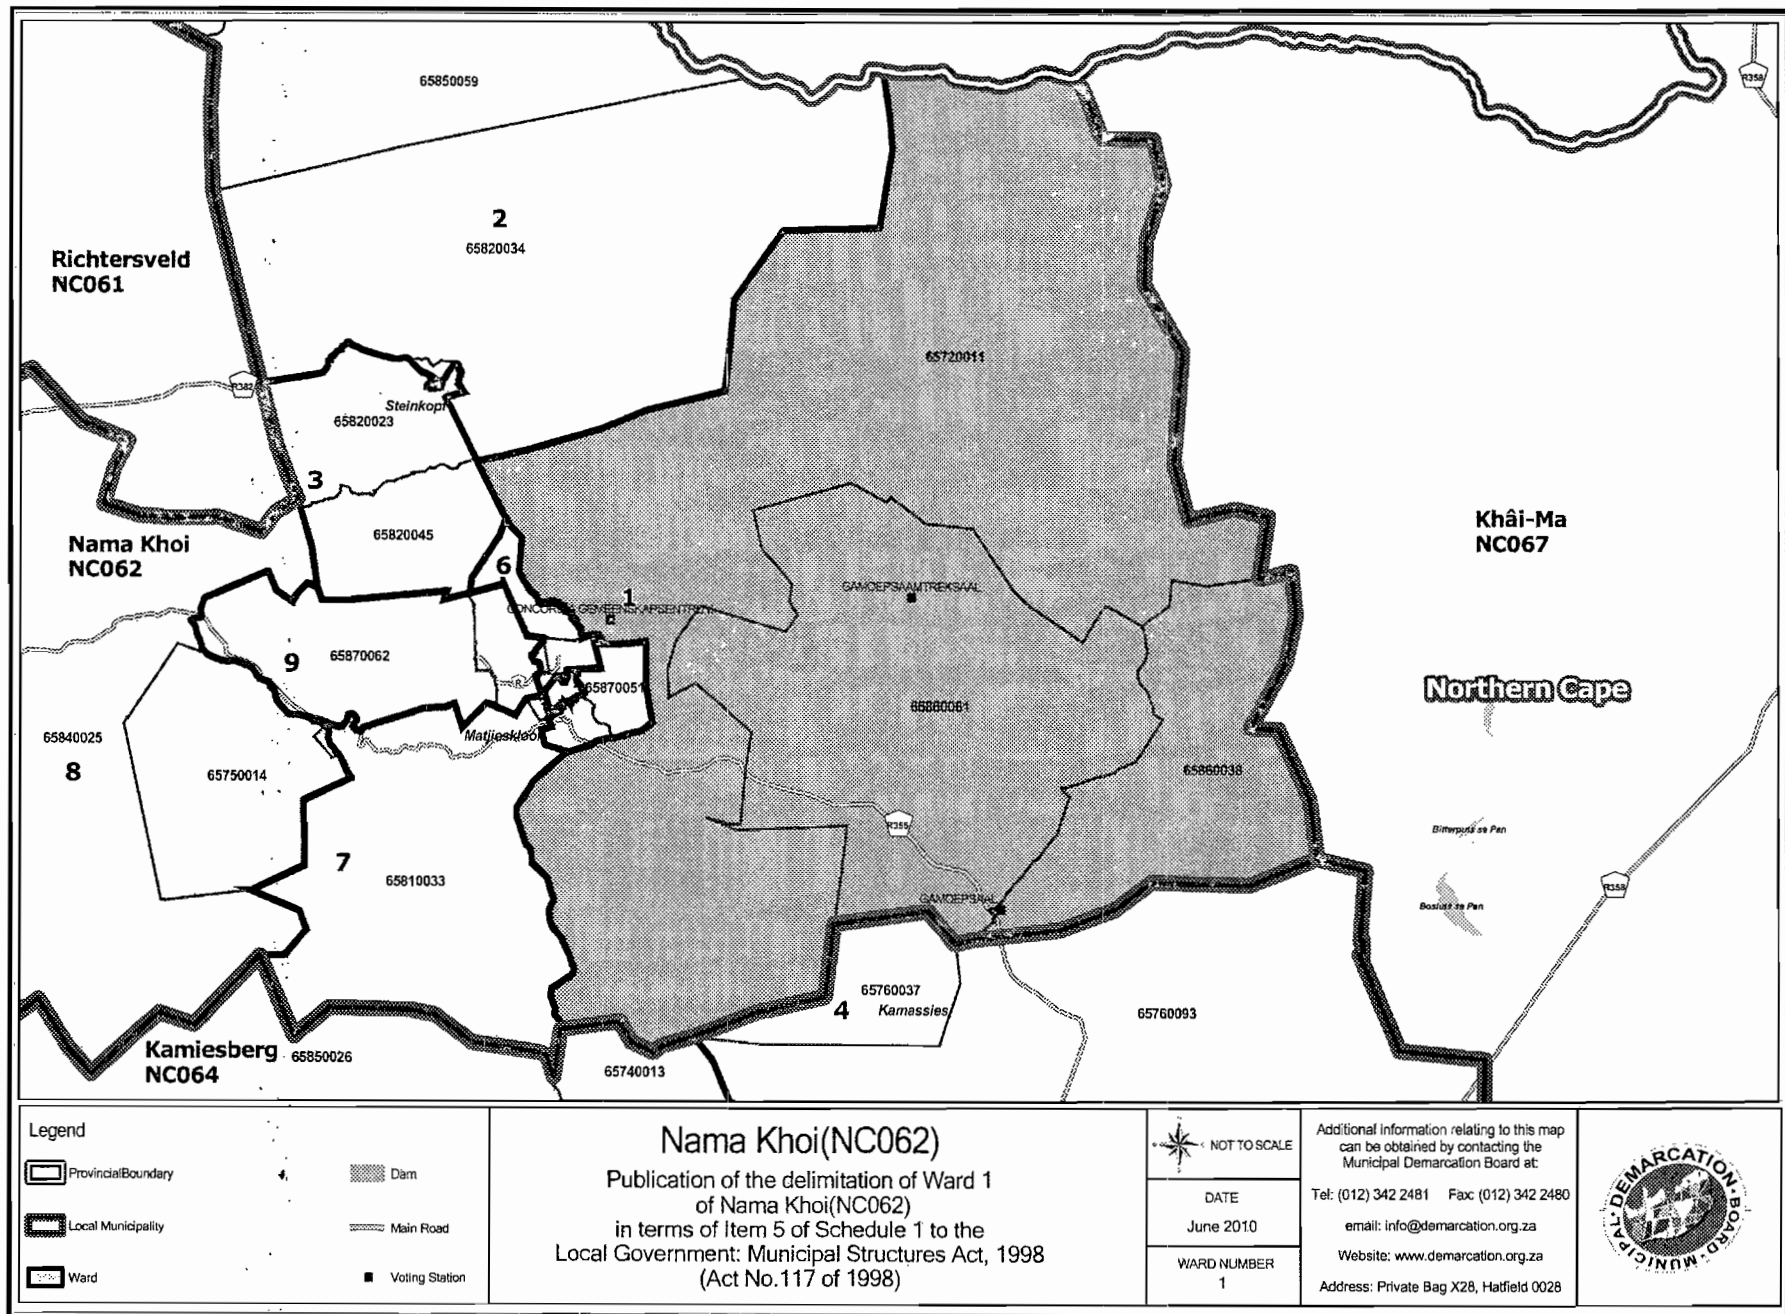 65850059
R358
2
65820034
Richtersveld
NC061
65720011
R382
Steinkopf
65820023
3
65820045
Nama Khoi
NC062
6
Khâi-Ma
NC067
GAMOEPSAAMTREKSAAL
1
9
65870062
65870051
Northern Cape
65860061
Matjieskloof
65840025
8
65750014
65860038
R355
Bitterputs se Pan
7
65810033
R358
GAMOEPSAAL
Bosluis se Pan
65760037
4
Kamassies
65760093
Kamiesberg
NC064
65850026
65740013
Legend
ProvincialBoundary
Dam
Local Municipality
Main Road
Ward
Voting Station
Nama Khoi(NC062)
Publication of the delimitation of Ward 1
of Nama Khoi(NC062)
in terms of Item 5 of Schedule 1 to the
Local Government: Municipal Structures Act, 1998
(Act No.117 of 1998)
NOT TO SCALE
DATE
June 2010
WARD NUMBER
1
Additional information relating to this map
can be obtained by contacting the
Municipal Demarcation Board at:
Tel: (012) 342 2481 Fax: (012) 342 2480
email: info@demarcation.org.za
Website: www.demarcation.org.za
Address: Private Bag X28, Hatfield 0028
MUNICIPAL DEMARCATION BOARD